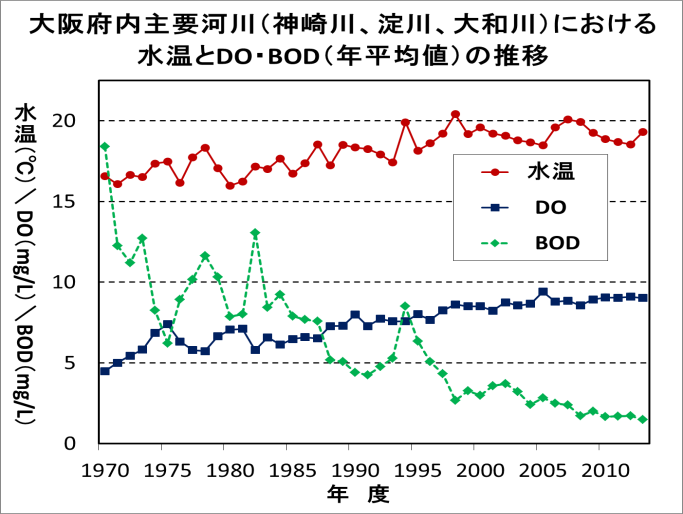 大阪府内主要河川（神崎川、淀川、大和川）における
水温とDO・BOD（年平均値）の推移
水温(℃)＼DO(mg/L)＼BOD(mg/L)
20
15
10
5
0
水温
DO
BOD
1970 1975 1980 1985 1990 1995 2000 2005 2010
年 度